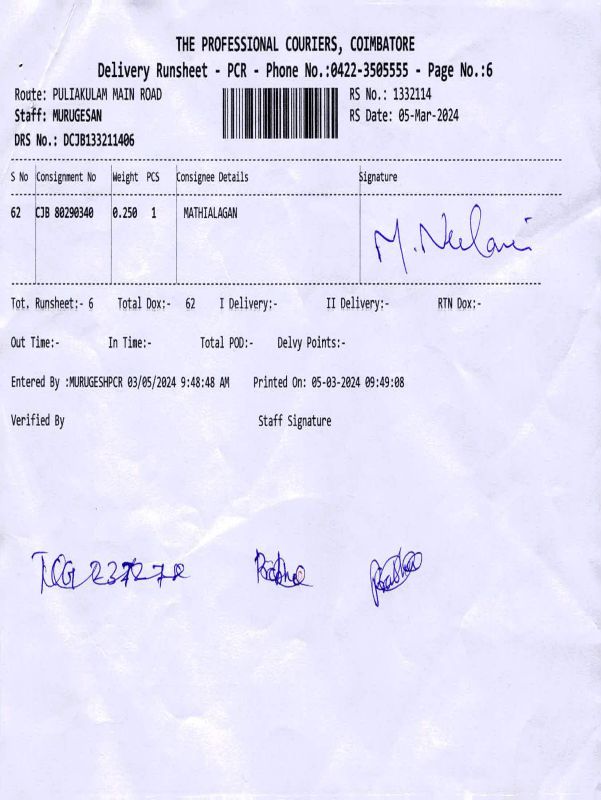 THE PROFESSIONAL COURIERS, COIMBATORE
Delivery Runsheet - PCR - Phone No.:0422-3505555 - Page No.:6
Route: PULIAKULAM MAIN ROAD RS No.: 1332114
Staff: MURUGESAN RS Date: 05-Mar-2024
DRS No.: DCJB133211406
S No Consignment No Weight PCS Consignee Details Signature
62 CJB 80290340 0.250 1 MATHIALAGAN
M.
Tot. Runsheet:- 6 Total Dox:- 62 I Delivery:- II Delivery:- RTN Dox:-
Out Time:- In Time:- Total POD:- Delvy Points:-
Entered By :MURUGESHPCR 03/05/2024 9:48:48 AM Printed On: 05-03-2024 09:49:08
Verified By Staff Signature